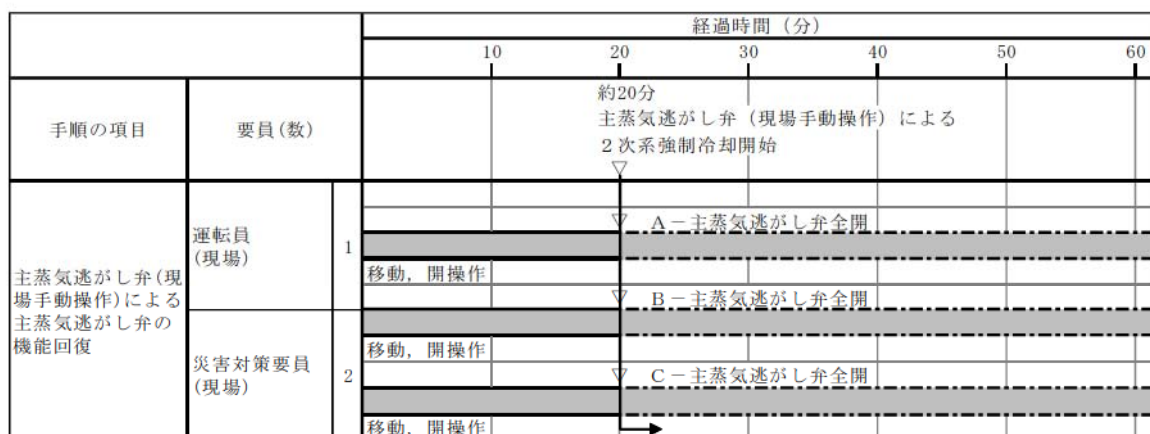 経過時間（分）
10 20 30 40 50 60
手順の項目
要員(数)
約20分
主蒸気逃がし弁（現場手動操作）による
２次系強制冷却開始
▽
主蒸気逃がし弁(現
場手動操作)による
主蒸気逃がし弁の
機能回復
運転員
(現場)
1
▽ Ａ－主蒸気逃がし弁全開
移動，開操作
▽ Ｂ－主蒸気逃がし弁全開
災害対策要員
(現場)
2
移動，開操作
▽ Ｃ－主蒸気逃がし弁全開
移動，開操作